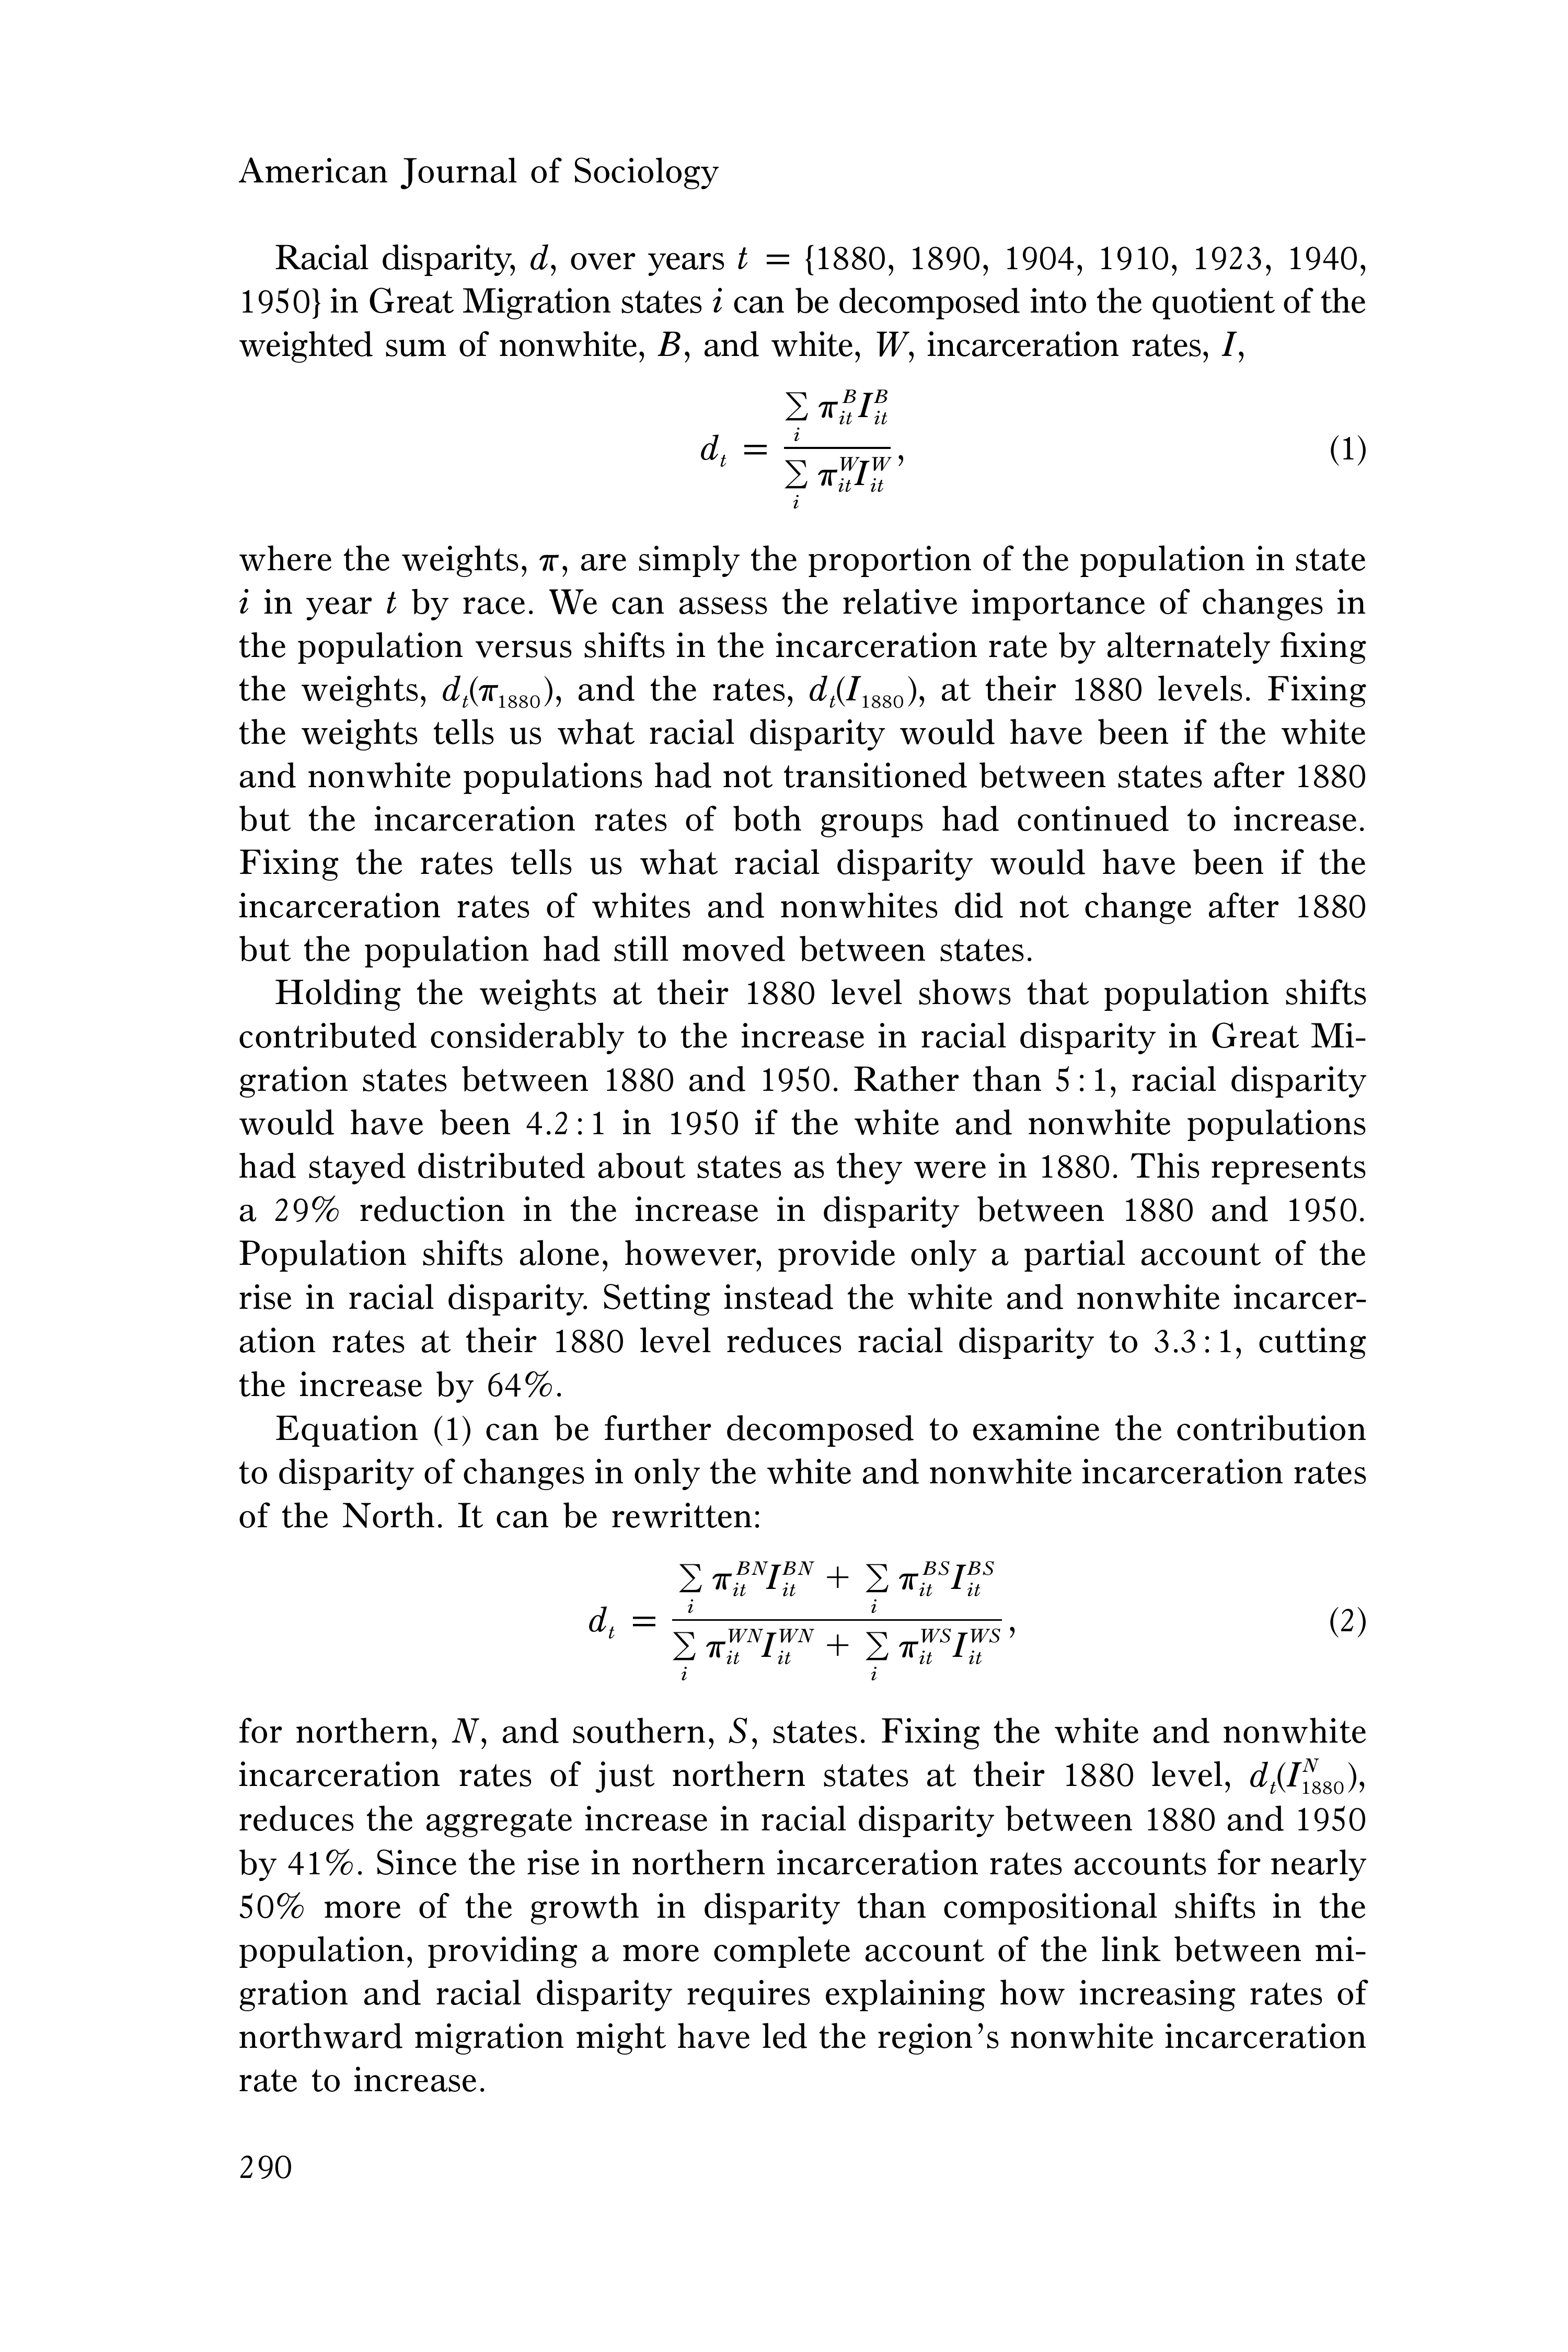 American Journal of Sociology
Racial disparity, d, over years t = {1880, 1890, 1904, 1910, 1923, 1940,
1950} in Great Migration states i can be decomposed into the quotient of the
weighted sum of nonwhite, B, and white, W, incarceration rates, I,
d_t = \frac{\sum_i π_{it}^{B} I_{it}^{B}}{\sum_i π_{it}^{W} I_{it}^{W}}, (1)
where the weights, π, are simply the proportion of the population in state
i in year t by race. We can assess the relative importance of changes in
the population versus shifts in the incarceration rate by alternately fixing
the weights, d_t(π_{1880}), and the rates, d_t(I_{1880}), at their 1880 levels. Fixing
the weights tells us what racial disparity would have been if the white
and nonwhite populations had not transitioned between states after 1880
but the incarceration rates of both groups had continued to increase.
Fixing the rates tells us what racial disparity would have been if the
incarceration rates of whites and nonwhites did not change after 1880
but the population had still moved between states.
Holding the weights at their 1880 level shows that population shifts
contributed considerably to the increase in racial disparity in Great Mi-
gration states between 1880 and 1950. Rather than 5:1, racial disparity
would have been 4.2:1 in 1950 if the white and nonwhite populations
had stayed distributed about states as they were in 1880. This represents
a 29% reduction in the increase in disparity between 1880 and 1950.
Population shifts alone, however, provide only a partial account of the
rise in racial disparity. Setting instead the white and nonwhite incarcer-
ation rates at their 1880 level reduces racial disparity to 3.3:1, cutting
the increase by 64%.
Equation (1) can be further decomposed to examine the contribution
to disparity of changes in only the white and nonwhite incarceration rates
of the North. It can be rewritten:
d_t = \frac{\sum_i π_{it}^{BN} I_{it}^{BN} + \sum_i π_{it}^{BS} I_{it}^{BS}}{\sum_i π_{it}^{WN} I_{it}^{WN} + \sum_i π_{it}^{WS} I_{it}^{WS}}, (2)
for northern, N, and southern, S, states. Fixing the white and nonwhite
incarceration rates of just northern states at their 1880 level, d_t(I_{1880}^{N}),
reduces the aggregate increase in racial disparity between 1880 and 1950
by 41%. Since the rise in northern incarceration rates accounts for nearly
50% more of the growth in disparity than compositional shifts in the
population, providing a more complete account of the link between mi-
gration and racial disparity requires explaining how increasing rates of
northward migration might have led the region's nonwhite incarceration
rate to increase.
290